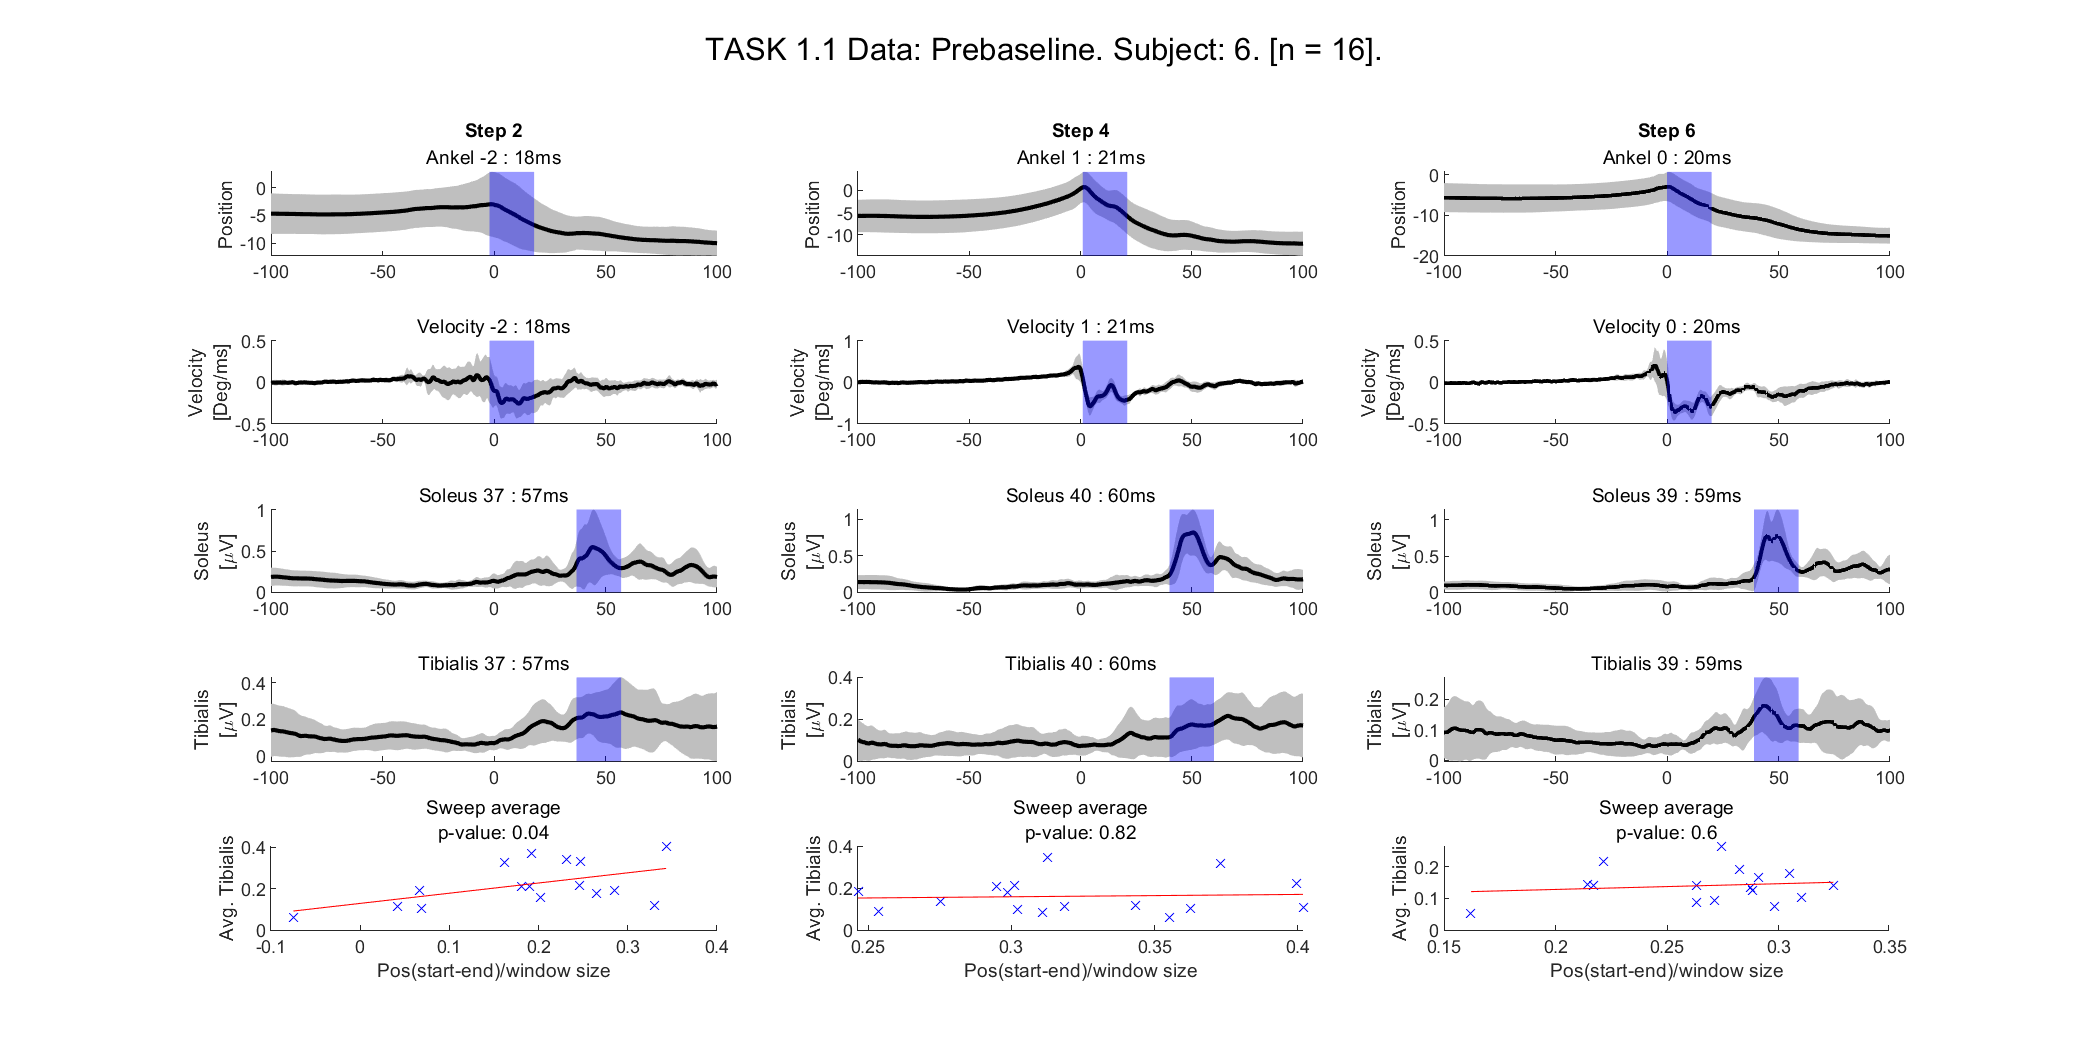 TASK 1.1 Data: Prebaseline. Subject: 6. [n = 16].
Step 2
Ankel -2 : 18ms
Position
0
-5
-10
-100 -50 0 50 100
Velocity -2 : 18ms
Velocity
[Deg/ms]
0.5
0
-0.5
-100 -50 0 50 100
Soleus 37 : 57ms
Soleus
[μV]
1
0.5
0
-100 -50 0 50 100
Tibialis 37 : 57ms
Tibialis
[μV]
0.4
0.2
0
-100 -50 0 50 100
Sweep average
p-value: 0.04
Avg. Tibialis
0.4
0.2
0
-0.1 0 0.1 0.2 0.3 0.4
Pos(start-end)/window size
Step 4
Ankel 1 : 21ms
Position
0
-5
-10
-100 -50 0 50 100
Velocity 1 : 21ms
Velocity
[Deg/ms]
1
0
-1
-100 -50 0 50 100
Soleus 40 : 60ms
Soleus
[μV]
1
0.5
0
-100 -50 0 50 100
Tibialis 40 : 60ms
Tibialis
[μV]
0.4
0.2
0
-100 -50 0 50 100
Sweep average
p-value: 0.82
Avg. Tibialis
0.4
0.2
0
0.25 0.3 0.35 0.4
Pos(start-end)/window size
Step 6
Ankel 0 : 20ms
Position
0
-10
-20
-100 -50 0 50 100
Velocity 0 : 20ms
Velocity
[Deg/ms]
0.5
0
-0.5
-100 -50 0 50 100
Soleus 39 : 59ms
Soleus
[μV]
1
0.5
0
-100 -50 0 50 100
Tibialis 39 : 59ms
Tibialis
[μV]
0.2
0.1
0
-100 -50 0 50 100
Sweep average
p-value: 0.6
Avg. Tibialis
0.2
0.1
0
0.15 0.2 0.25 0.3 0.35
Pos(start-end)/window size